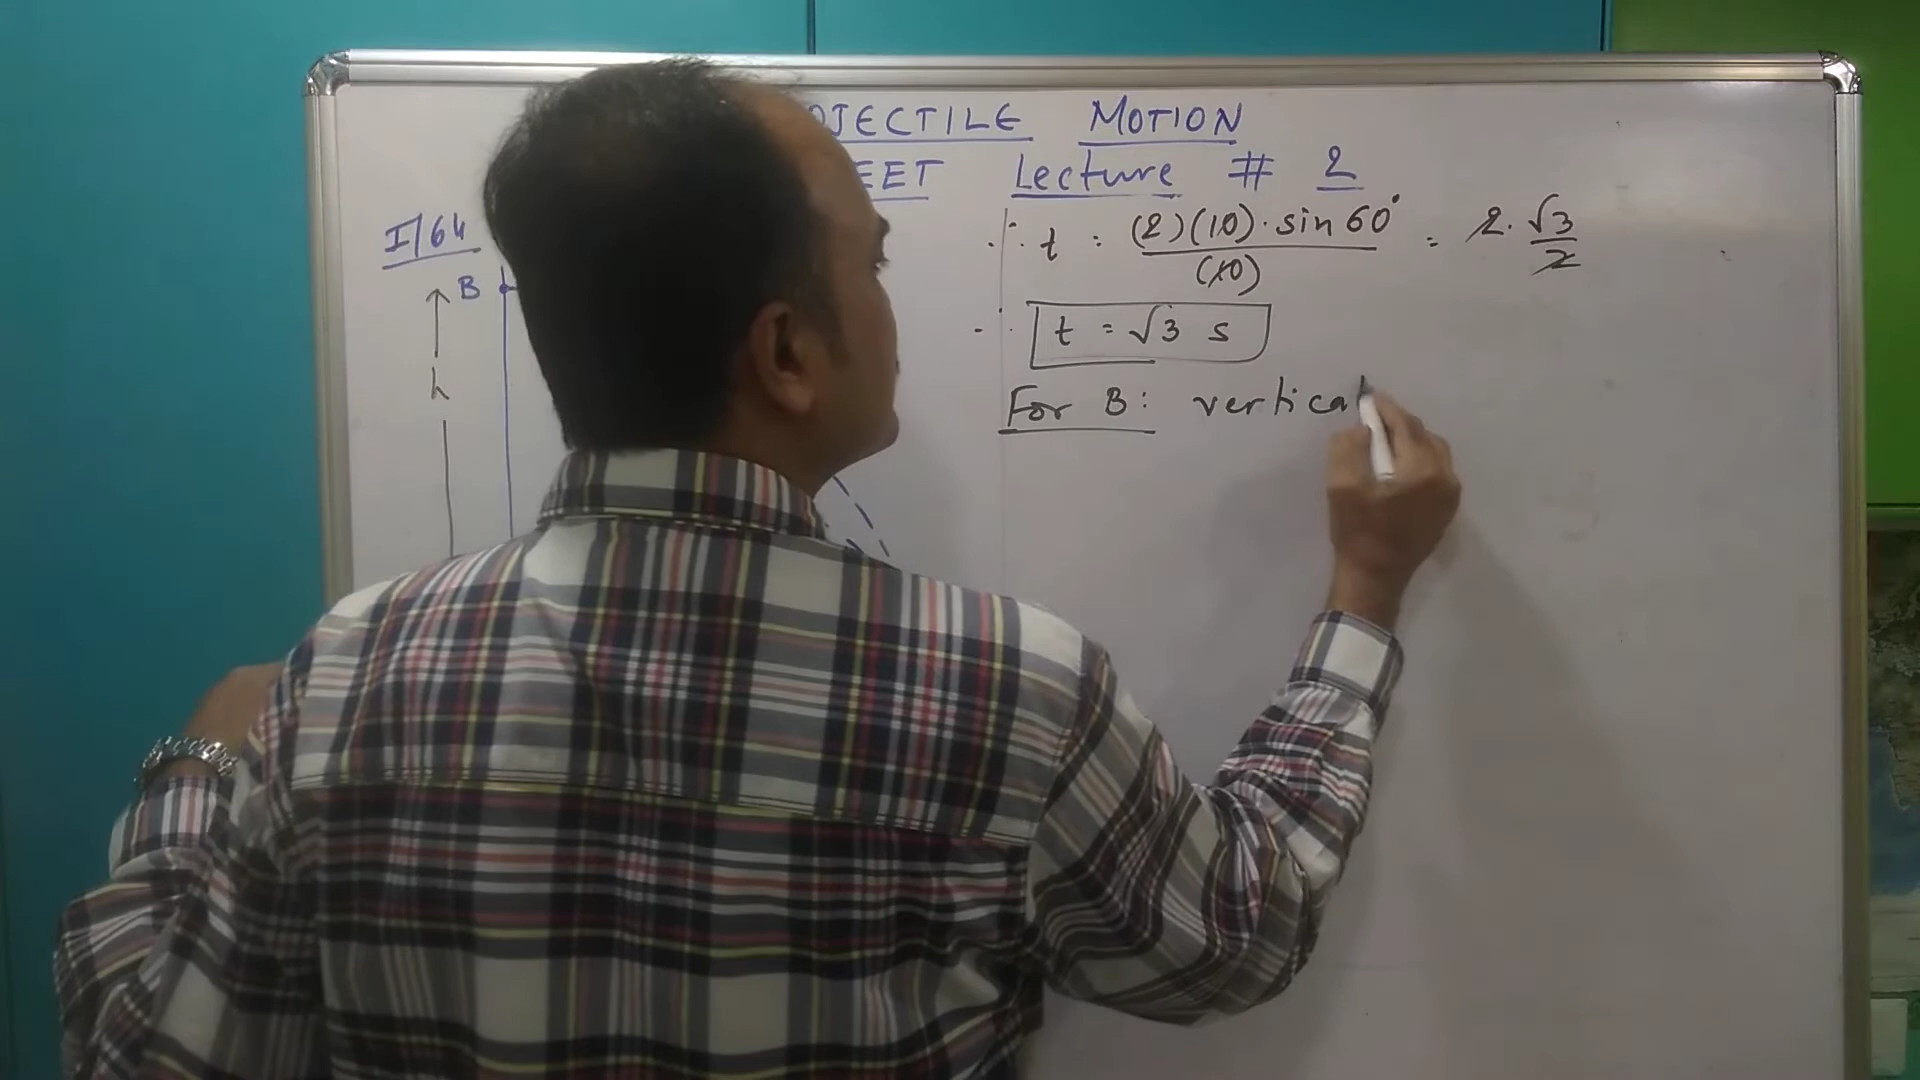 OJECTILE MOTION
EET Lecture # 2
I/64
∴ t = (2)(10)·sin 60° / (10) = 2·√3/2
B
∴ t = √3 s
h
For B: vertical